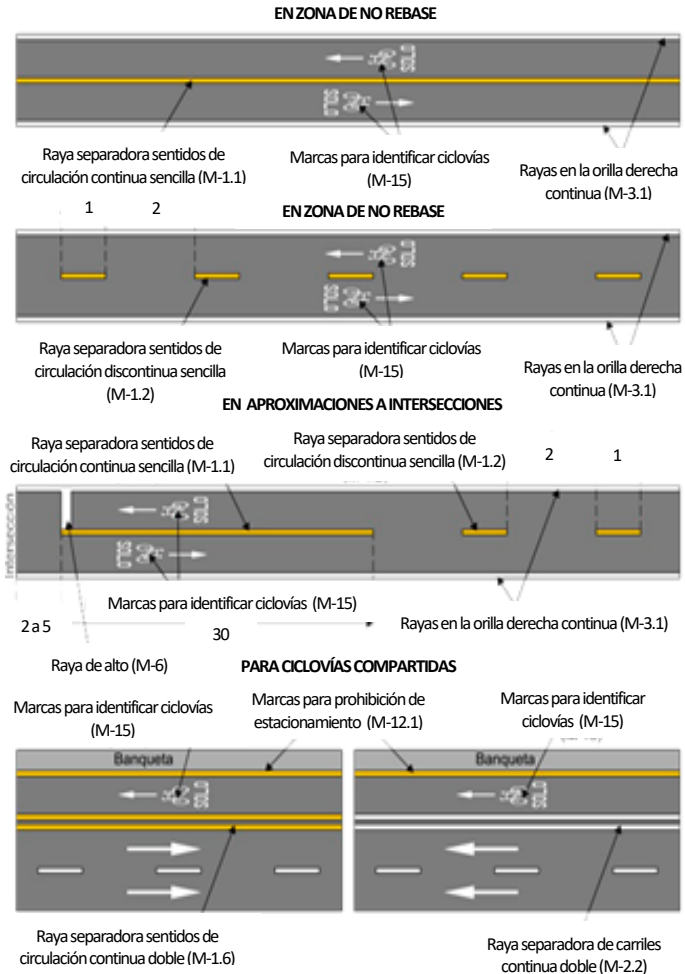 EN ZONA DE NO REBASE
SOLO
SOLO
Raya separadora sentidos de
circulación continua sencilla (M-1.1)
Marcas para identificar ciclovías
(M-15)
Rayas en la orilla derecha
continua (M-3.1)
1 2
EN ZONA DE NO REBASE
SOLO
SOLO
Raya separadora sentidos de
circulación discontinua sencilla
(M-1.2)
Marcas para identificar ciclovías
(M-15)
Rayas en la orilla derecha
continua (M-3.1)
EN APROXIMACIONES A INTERSECCIONES
Raya separadora sentidos de
circulación continua sencilla (M-1.1)
Raya separadora sentidos de
circulación discontinua sencilla (M-1.2)
2 1
Intersección
SOLO
SOLO
Marcas para identificar ciclovías (M-15)
2 a 5
30
Rayas en la orilla derecha continua (M-3.1)
Raya de alto (M-6)
PARA CICLOVÍAS COMPARTIDAS
Marcas para identificar ciclovías
(M-15)
Marcas para prohibición de
estacionamiento (M-12.1)
Marcas para identificar
ciclovías (M-15)
Banqueta
SOLO
Banqueta
SOLO
Raya separadora sentidos de
circulación continua doble (M-1.6)
Raya separadora de carriles
continua doble (M-2.2)